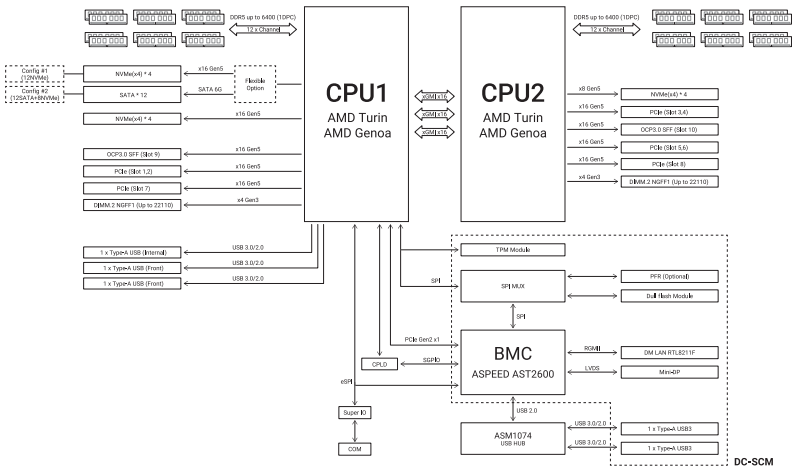 DDR5 up to 6400 (1DPC)
12 x Channel
DDR5 up to 6400 (1DPC)
12 x Channel
Config #1
(12NVMe)
Config #2
(12SATA+8NVMe)
NVMe(x4) * 4
x16 Gen5
SATA * 12
SATA 6G
Flexible
Option
NVMe(x4) * 4
x16 Gen5
OCP3.0 SFF (Slot 9)
x16 Gen5
PCIe (Slot 1,2)
x16 Gen5
PCIe (Slot 7)
x16 Gen5
DIMM.2 NGFF1 (Up to 22110)
x4 Gen3
CPU1
AMD Turin
AMD Genoa
xGMI x16
xGMI x16
xGMI x16
CPU2
AMD Turin
AMD Genoa
x8 Gen5
NVMe(x4) * 4
x16 Gen5
PCIe (Slot 3,4)
x16 Gen5
OCP3.0 SFF (Slot 10)
x16 Gen5
PCIe (Slot 5,6)
x16 Gen5
PCIe (Slot 8)
x4 Gen3
DIMM.2 NGFF1 (Up to 22110)
1 x Type-A USB (Internal)
USB 3.0/2.0
1 x Type-A USB (Front)
USB 3.0/2.0
1 x Type-A USB (Front)
USB 3.0/2.0
TPM Module
SPI
SPI MUX
PFR (Optional)
Dull flash Module
SPI
PCIe Gen2 x1
BMC
ASPEED AST2600
RGMII
DM LAN RTL8211F
LVDS
Mini-DP
CPLD
SGPIO
eSPI
Super IO
COM
USB 2.0
ASM1074
USB HUB
USB 3.0/2.0
1 x Type-A USB3
USB 3.0/2.0
1 x Type-A USB3
DC-SCM